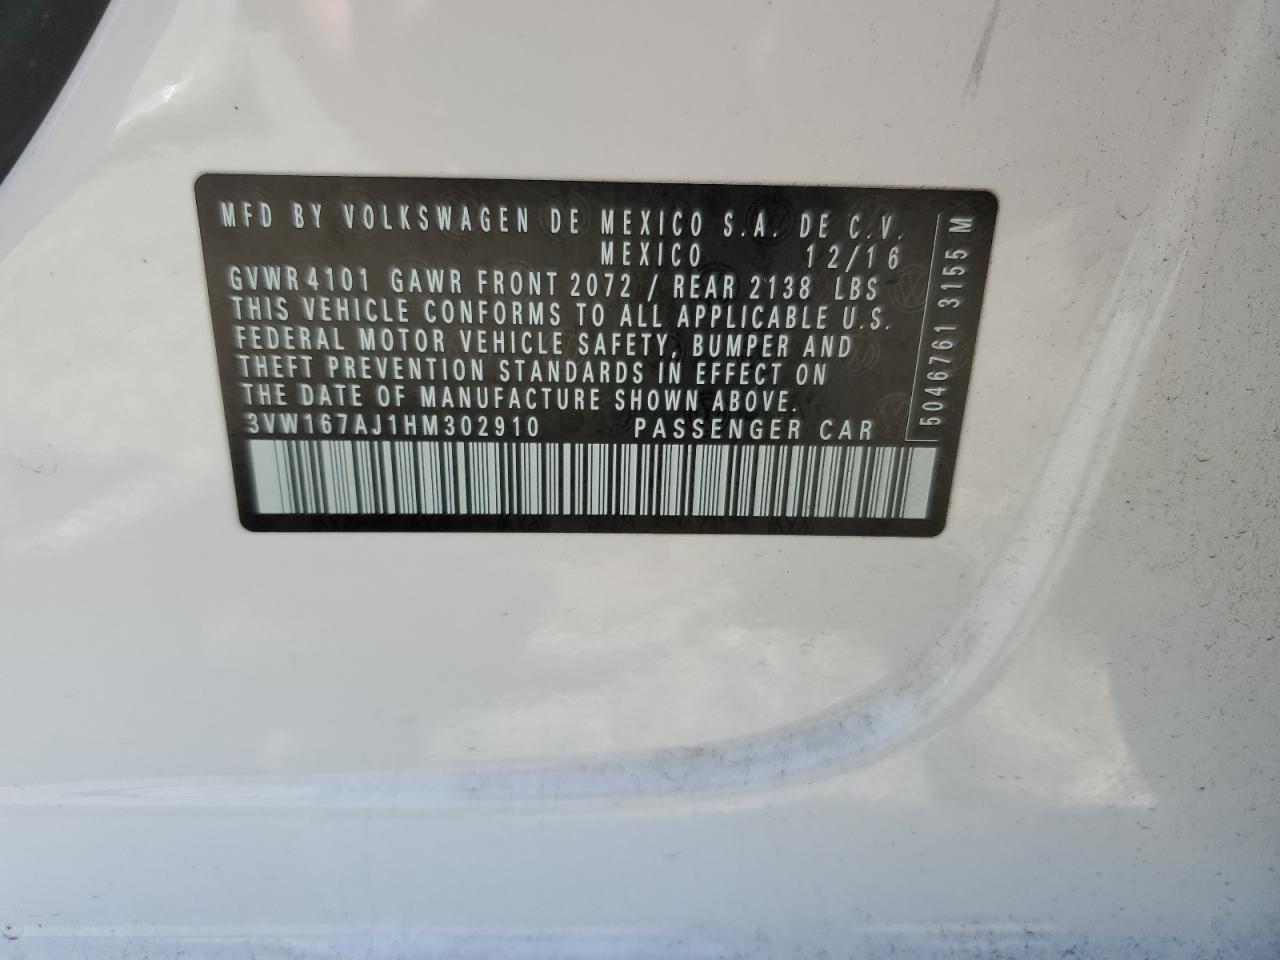 MFD BY VOLKSWAGEN DE MEXICO S.A. DE C.V.
MEXICO 12/16
GVWR 4101 GAWR FRONT 2072 / REAR 2138 LBS
THIS VEHICLE CONFORMS TO ALL APPLICABLE U.S.
FEDERAL MOTOR VEHICLE SAFETY, BUMPER AND
THEFT PREVENTION STANDARDS IN EFFECT ON
THE DATE OF MANUFACTURE SHOWN ABOVE.
3VW167AJ1HM302910 PASSENGER CAR
5046761 3155 M